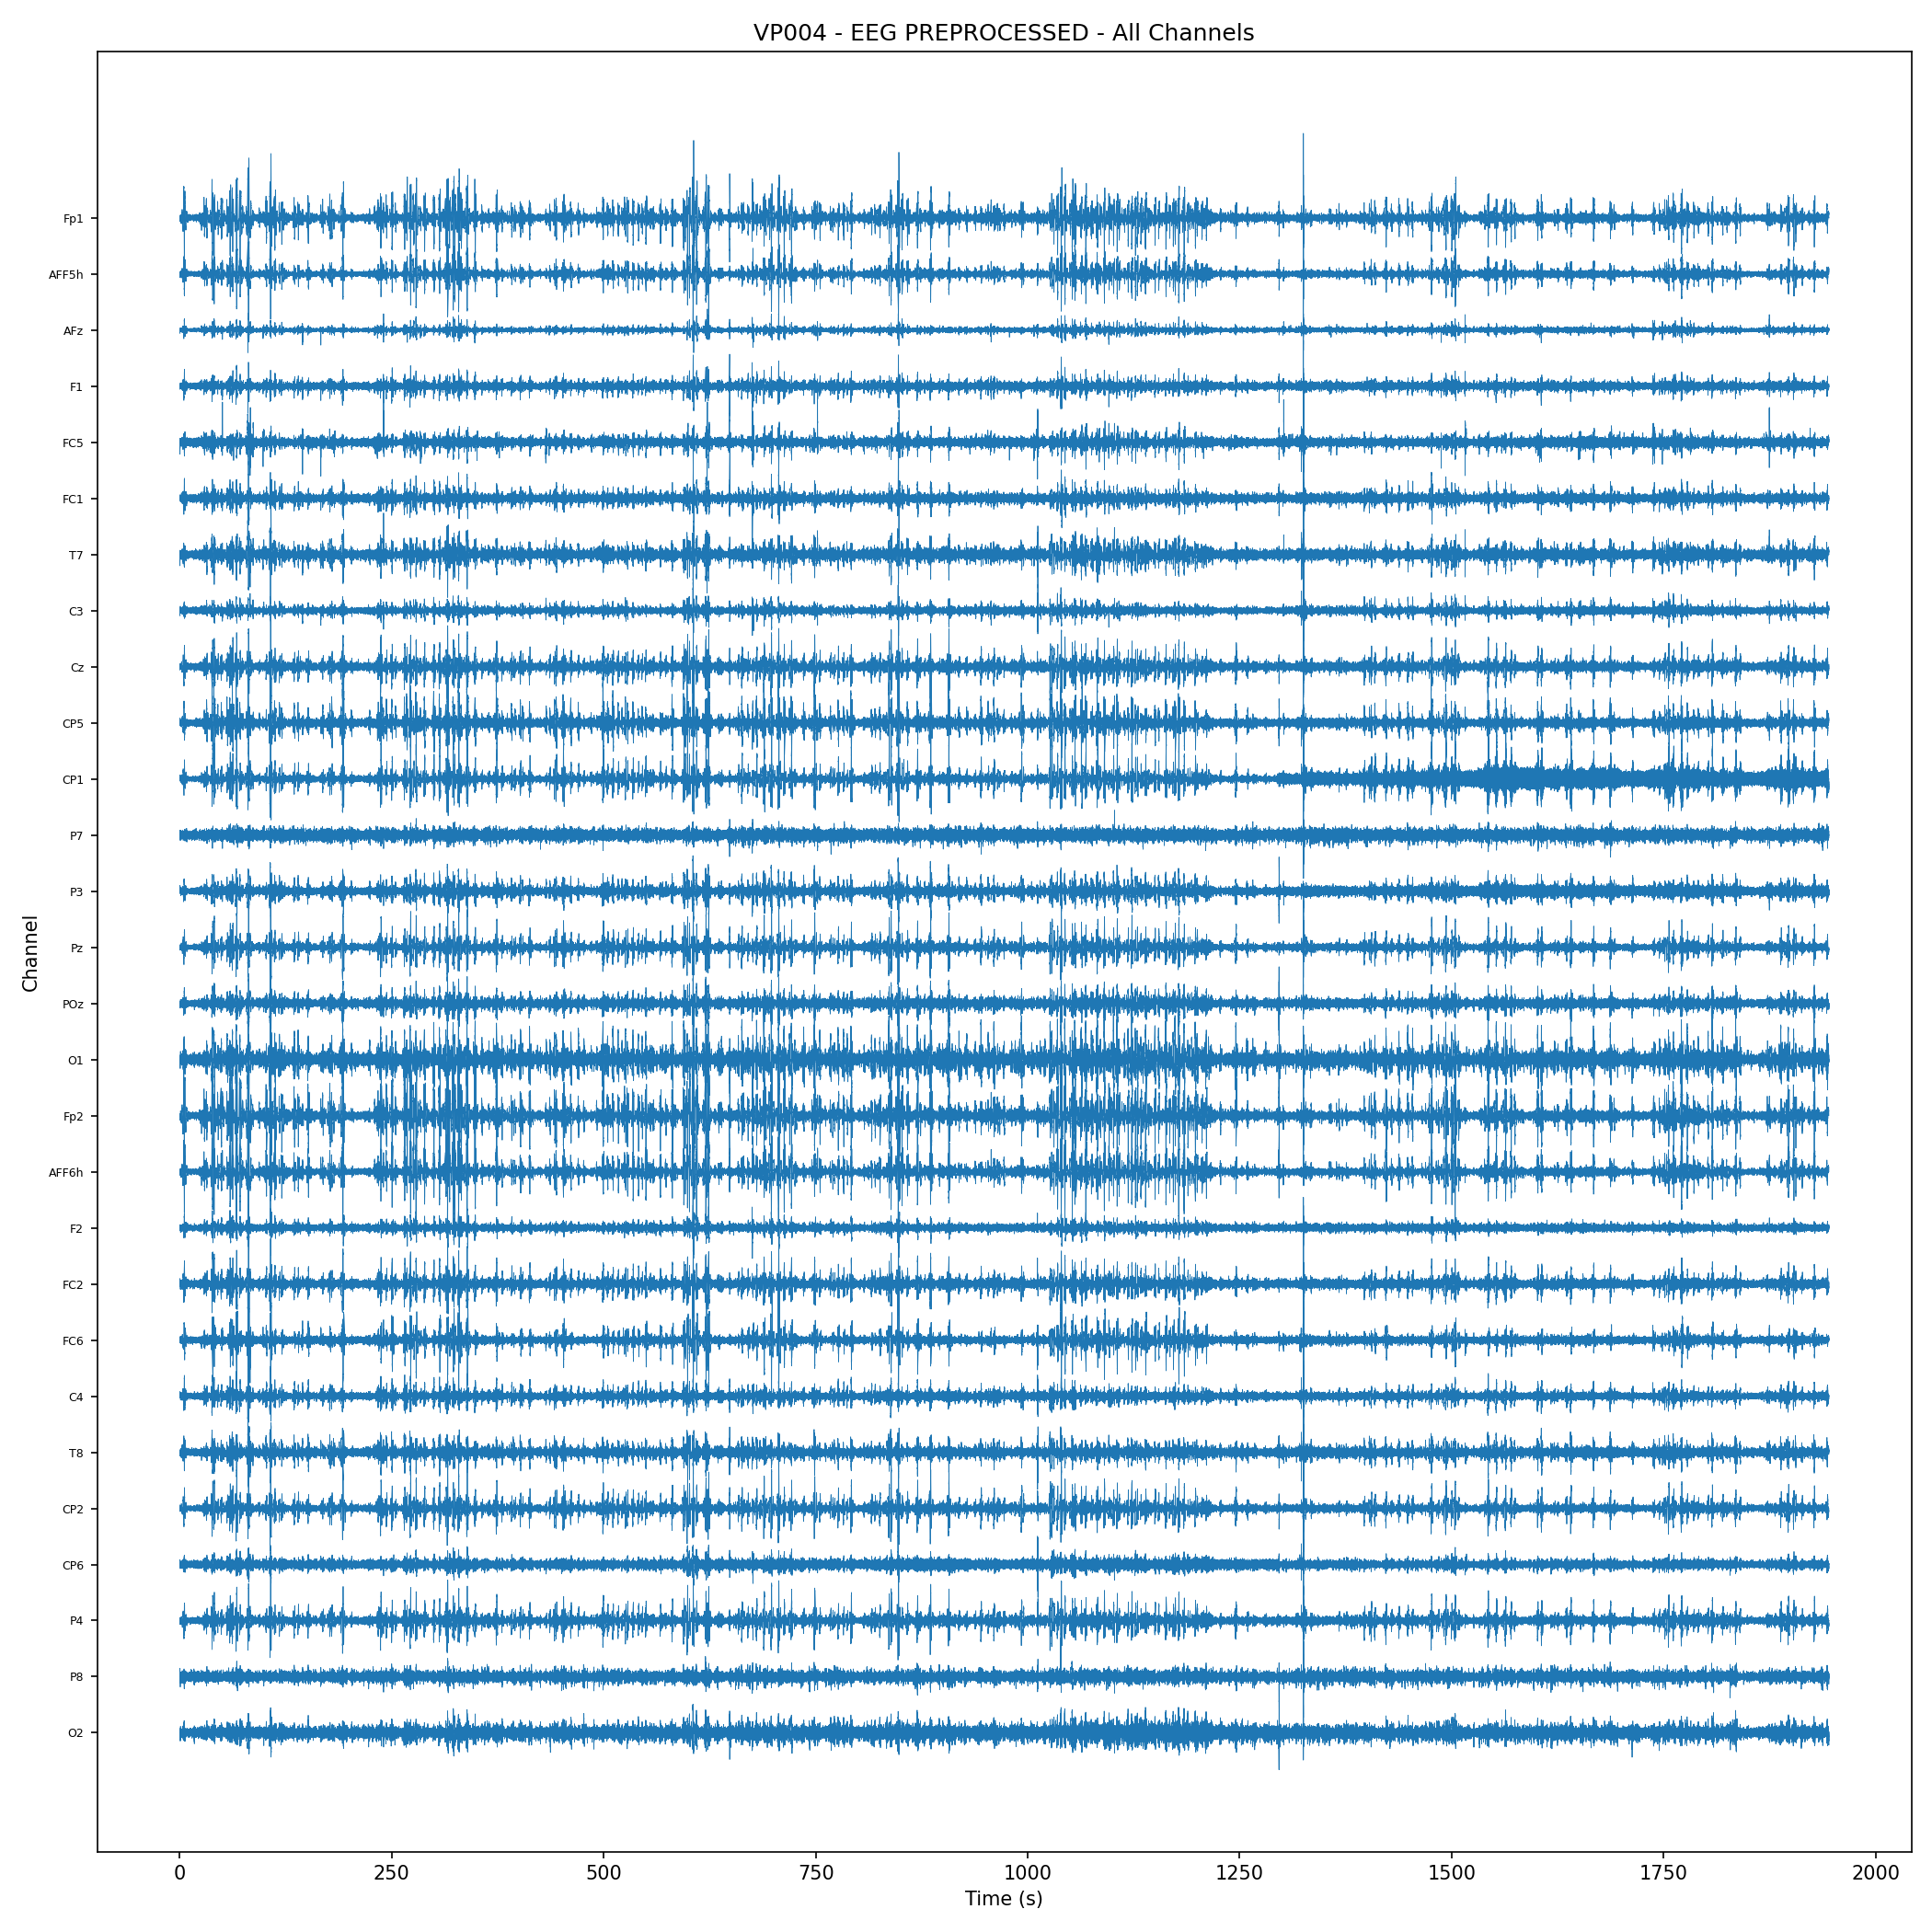 VP004 - EEG PREPROCESSED - All Channels
Fp1
AFF5h
AFz
F1
FC5
FC1
T7
C3
Cz
CP5
CP1
P7
P3
Pz
POz
O1
Fp2
AFF6h
F2
FC2
FC6
C4
T8
CP2
CP6
P4
P8
O2
Channel
0 250 500 750 1000 1250 1500 1750 2000
Time (s)